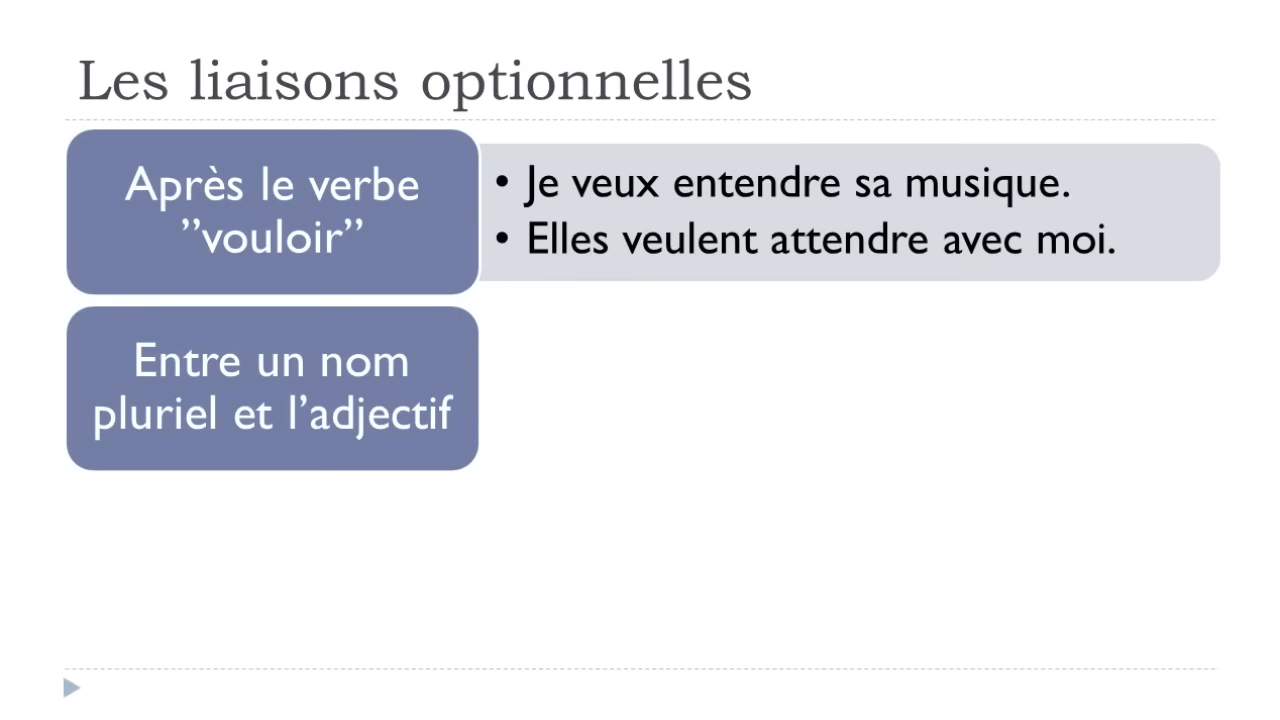 Les liaisons optionnelles
Après le verbe
”vouloir”
• Je veux entendre sa musique.
• Elles veulent attendre avec moi.
Entre un nom
pluriel et l’adjectif